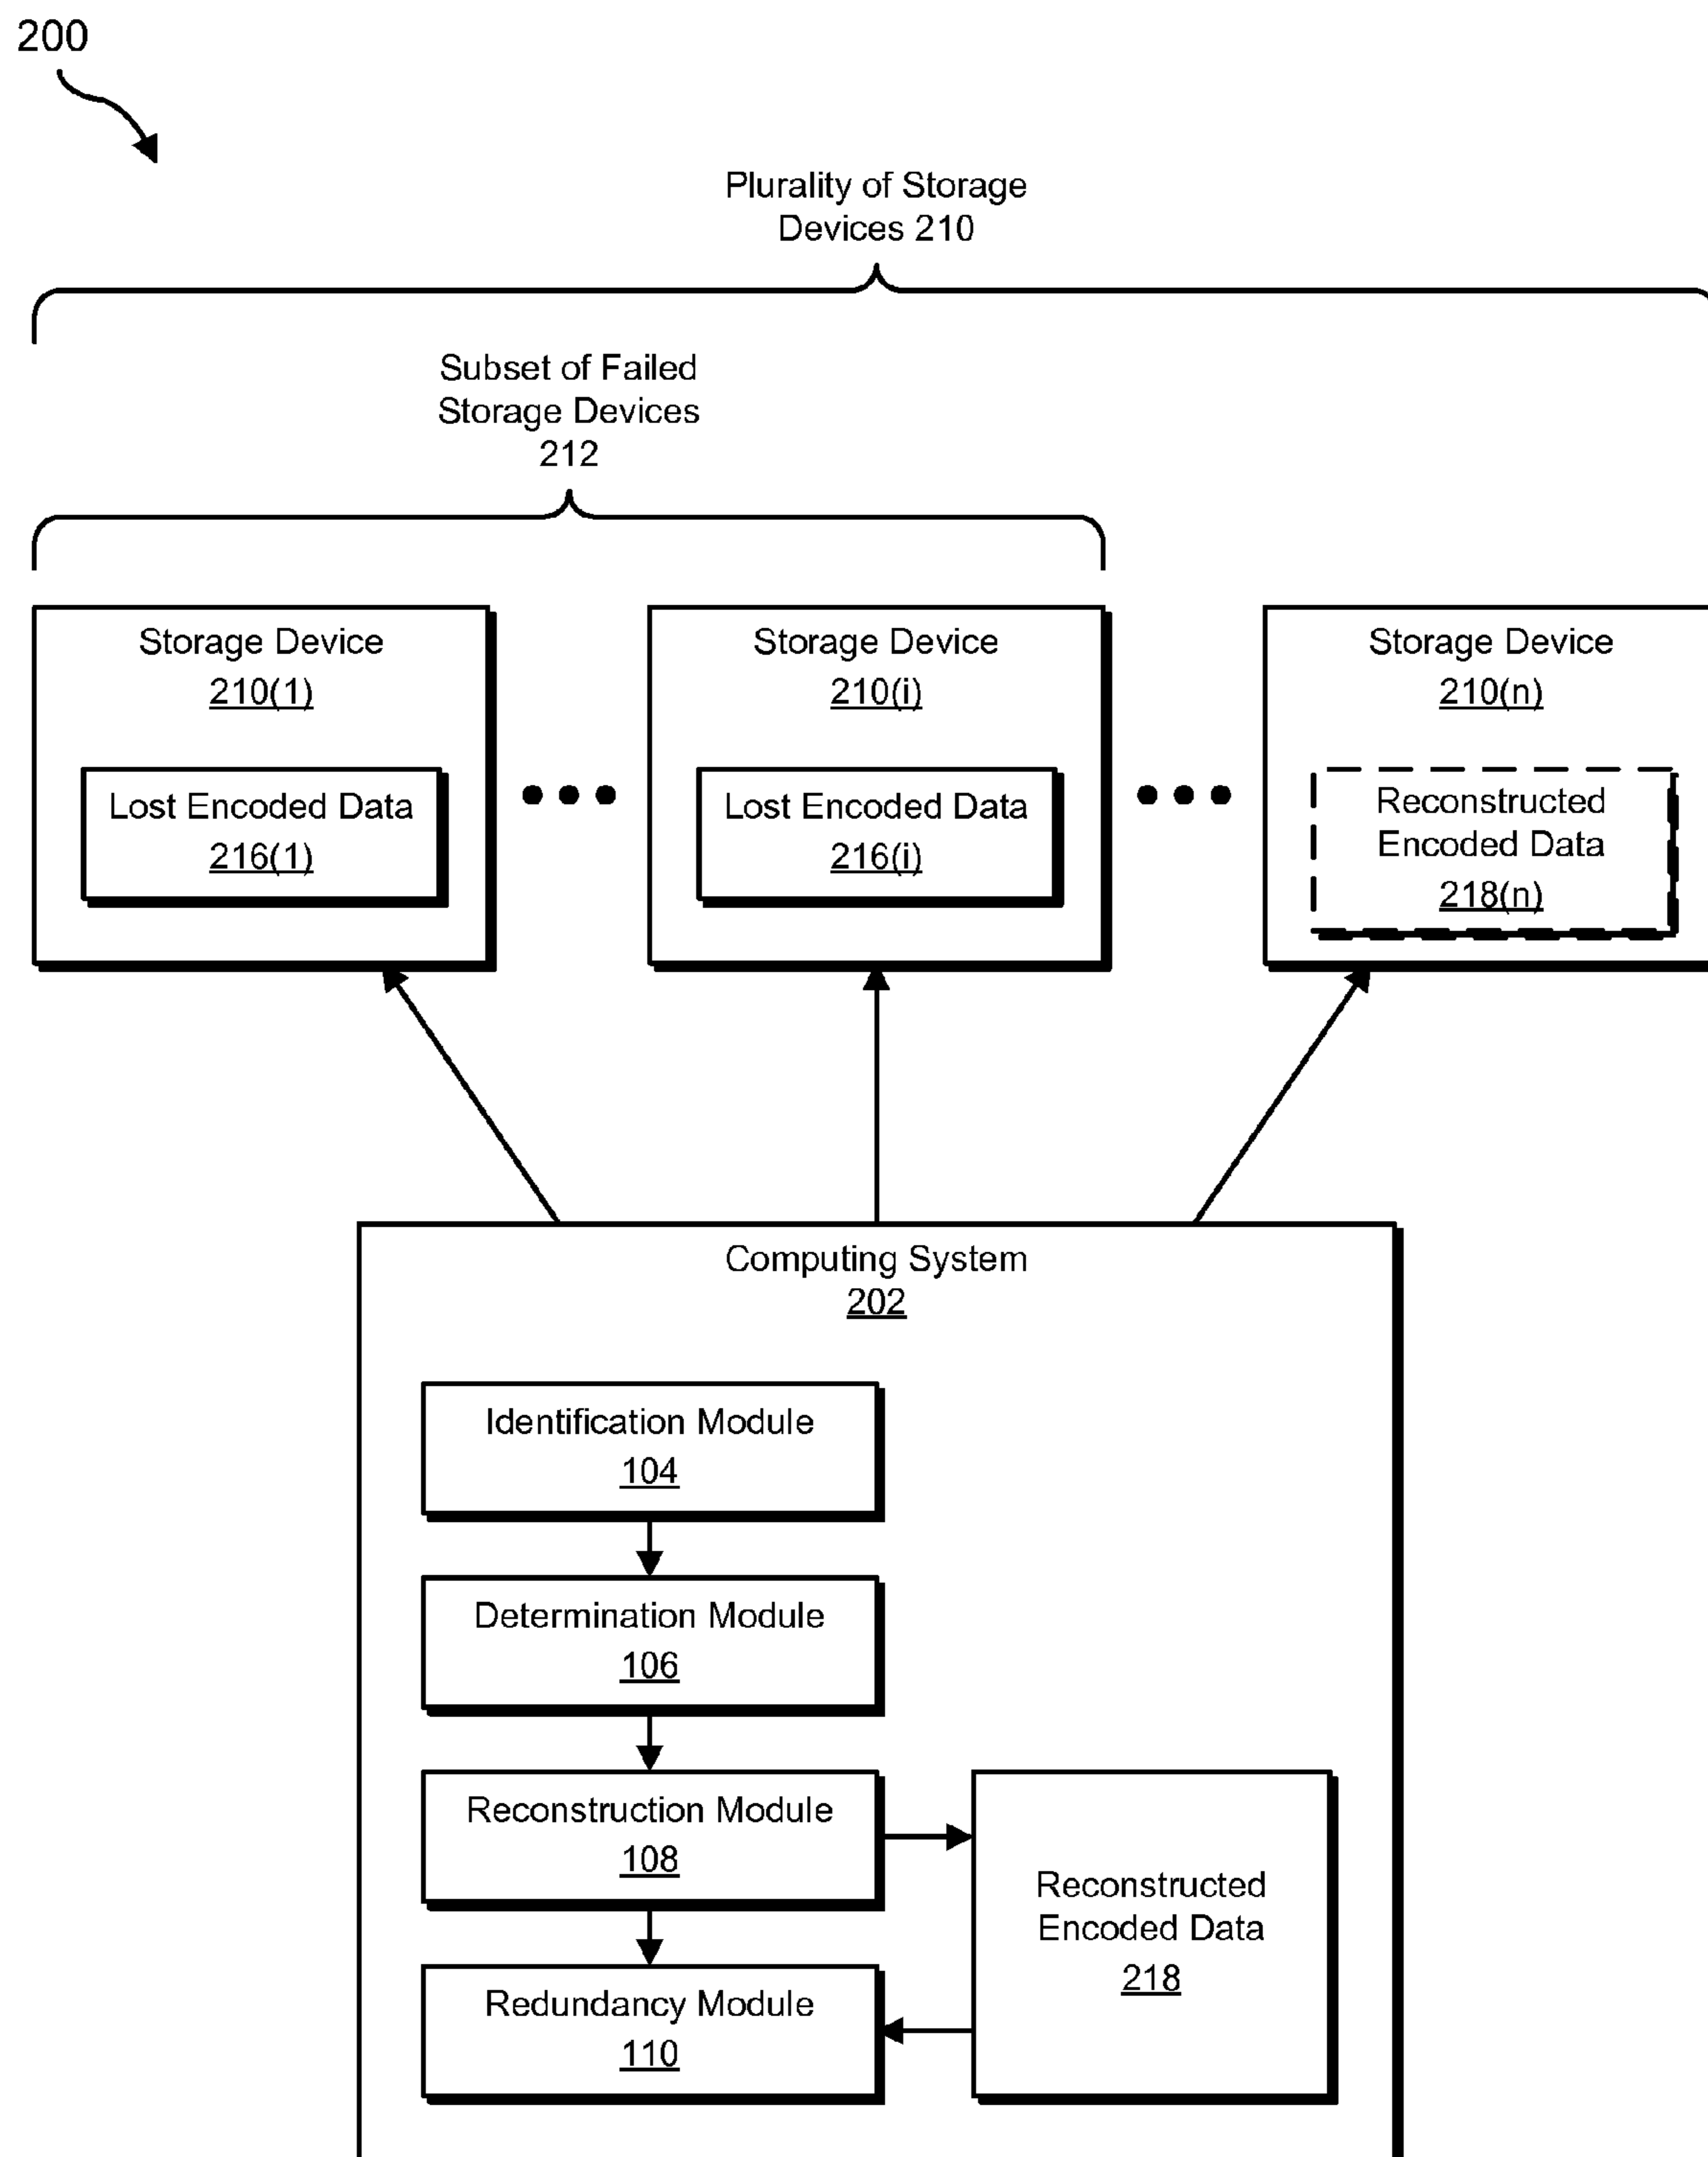 200
Plurality of Storage
Devices 210
Subset of Failed
Storage Devices
212
Storage Device
210(1)
Lost Encoded Data
216(1)
Storage Device
210(i)
Lost Encoded Data
216(i)
Storage Device
210(n)
Reconstructed
Encoded Data
218(n)
Computing System
202
Identification Module
104
Determination Module
106
Reconstruction Module
108
Redundancy Module
110
Reconstructed
Encoded Data
218